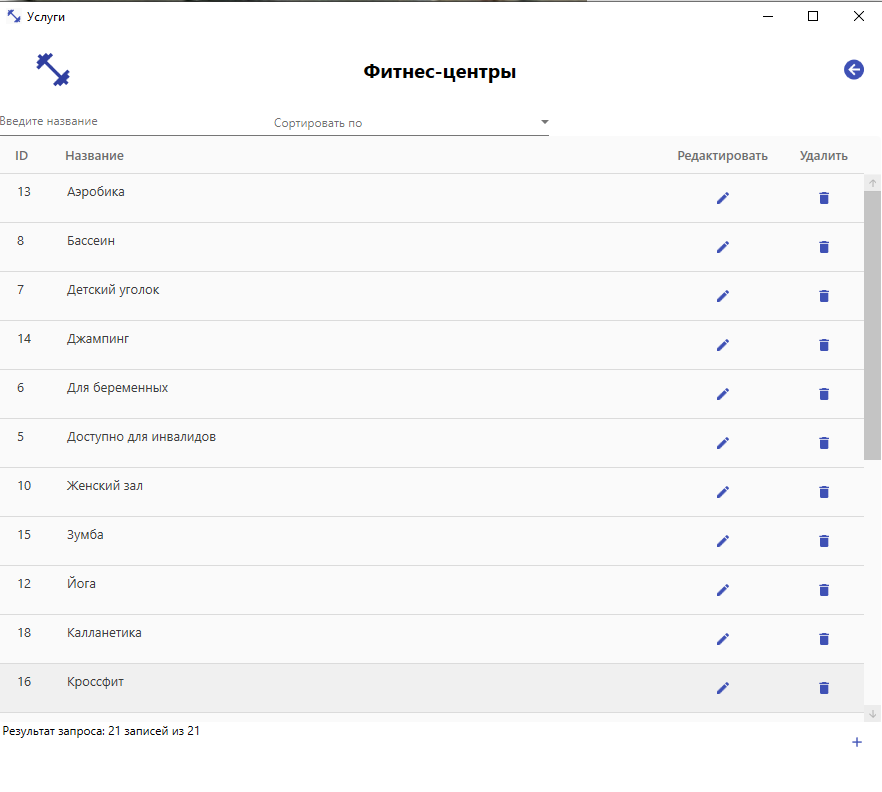 Услуги
Фитнес-центры
Введите название
Сортировать по
ID Название Редактировать Удалить
13 Аэробика
8 Бассеин
7 Детский уголок
14 Джампинг
6 Для беременных
5 Доступно для инвалидов
10 Женский зал
15 Зумба
12 Йога
18 Калланетика
16 Кроссфит
Результат запроса: 21 записей из 21